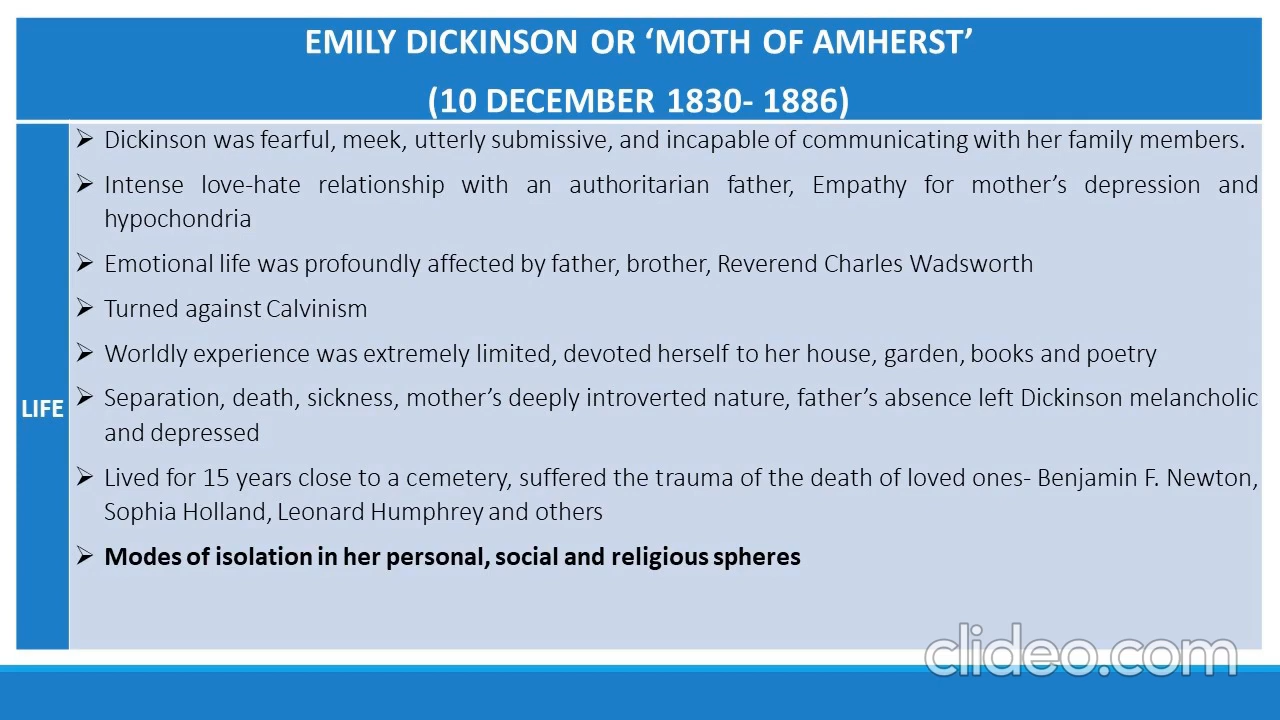 EMILY DICKINSON OR ‘MOTH OF AMHERST’
(10 DECEMBER 1830- 1886)
LIFE
➢ Dickinson was fearful, meek, utterly submissive, and incapable of communicating with her family members.
➢ Intense love-hate relationship with an authoritarian father, Empathy for mother’s depression and
hypochondria
➢ Emotional life was profoundly affected by father, brother, Reverend Charles Wadsworth
➢ Turned against Calvinism
➢ Worldly experience was extremely limited, devoted herself to her house, garden, books and poetry
➢ Separation, death, sickness, mother’s deeply introverted nature, father’s absence left Dickinson melancholic
and depressed
➢ Lived for 15 years close to a cemetery, suffered the trauma of the death of loved ones- Benjamin F. Newton,
Sophia Holland, Leonard Humphrey and others
➢ Modes of isolation in her personal, social and religious spheres
clideo.com